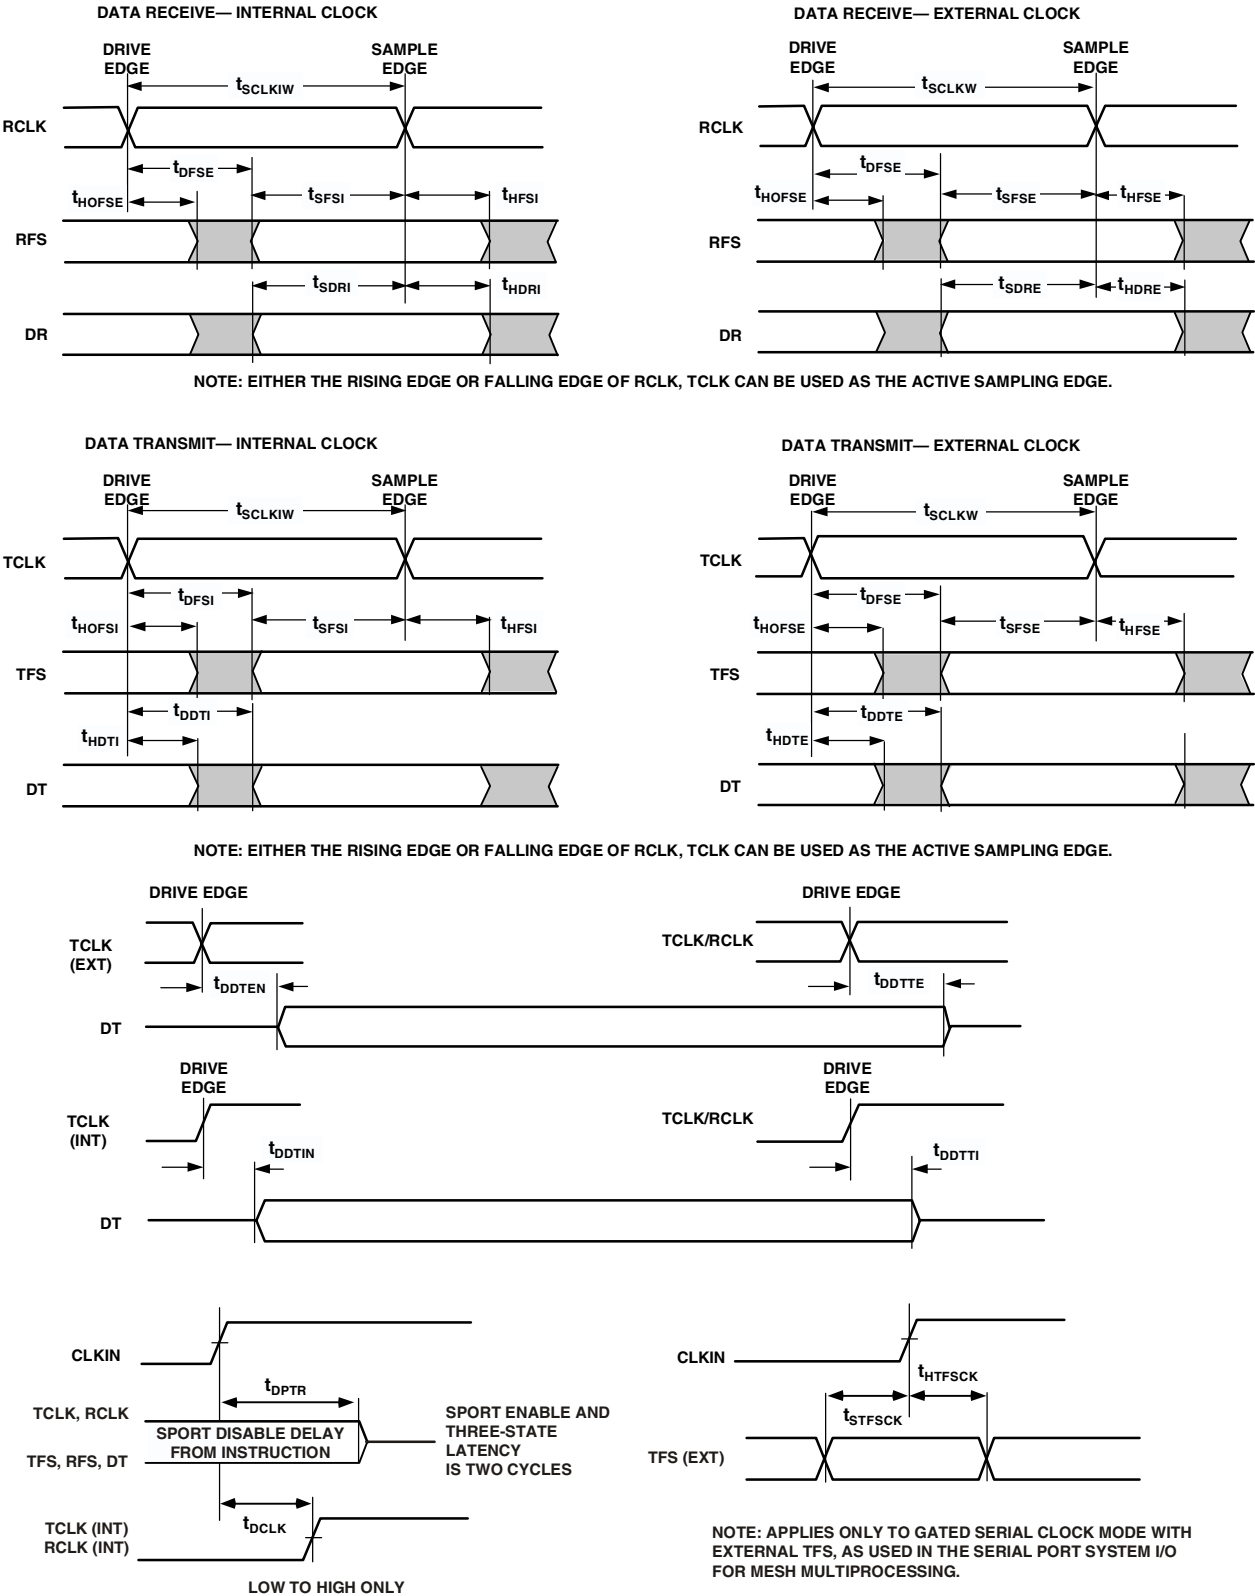 DATA RECEIVE— INTERNAL CLOCK
DRIVE EDGE
SAMPLE EDGE
tSCLKIW
RCLK
tDFSE
tHOFSE
tSFSI
tHFSI
RFS
tSDRI
tHDRI
DR
DATA RECEIVE— EXTERNAL CLOCK
DRIVE EDGE
SAMPLE EDGE
tSCLKW
RCLK
tDFSE
tHOFSE
tSFSE
tHFSE
RFS
tSDRE
tHDRE
DR
NOTE: EITHER THE RISING EDGE OR FALLING EDGE OF RCLK, TCLK CAN BE USED AS THE ACTIVE SAMPLING EDGE.
DATA TRANSMIT— INTERNAL CLOCK
DRIVE EDGE
SAMPLE EDGE
tSCLKIW
TCLK
tDFSI
tHOFSI
tSFSI
tHFSI
TFS
tDDTI
tHDTI
DT
DATA TRANSMIT— EXTERNAL CLOCK
DRIVE EDGE
SAMPLE EDGE
tSCLKW
TCLK
tDFSE
tHOFSE
tSFSE
tHFSE
TFS
tDDTE
tHDTE
DT
NOTE: EITHER THE RISING EDGE OR FALLING EDGE OF RCLK, TCLK CAN BE USED AS THE ACTIVE SAMPLING EDGE.
DRIVE EDGE
DRIVE EDGE
TCLK
(EXT)
TCLK/RCLK
tDDTEN
tDDTTE
DT
DRIVE
EDGE
DRIVE
EDGE
TCLK
(INT)
TCLK/RCLK
tDDTIN
tDDTTI
DT
CLKIN
tDPTR
TCLK, RCLK
SPORT DISABLE DELAY
FROM INSTRUCTION
TFS, RFS, DT
SPORT ENABLE AND
THREE-STATE
LATENCY
IS TWO CYCLES
tDCLK
TCLK (INT)
RCLK (INT)
LOW TO HIGH ONLY
CLKIN
tHTFSCK
tSTFSCK
TFS (EXT)
NOTE: APPLIES ONLY TO GATED SERIAL CLOCK MODE WITH
EXTERNAL TFS, AS USED IN THE SERIAL PORT SYSTEM I/O
FOR MESH MULTIPROCESSING.